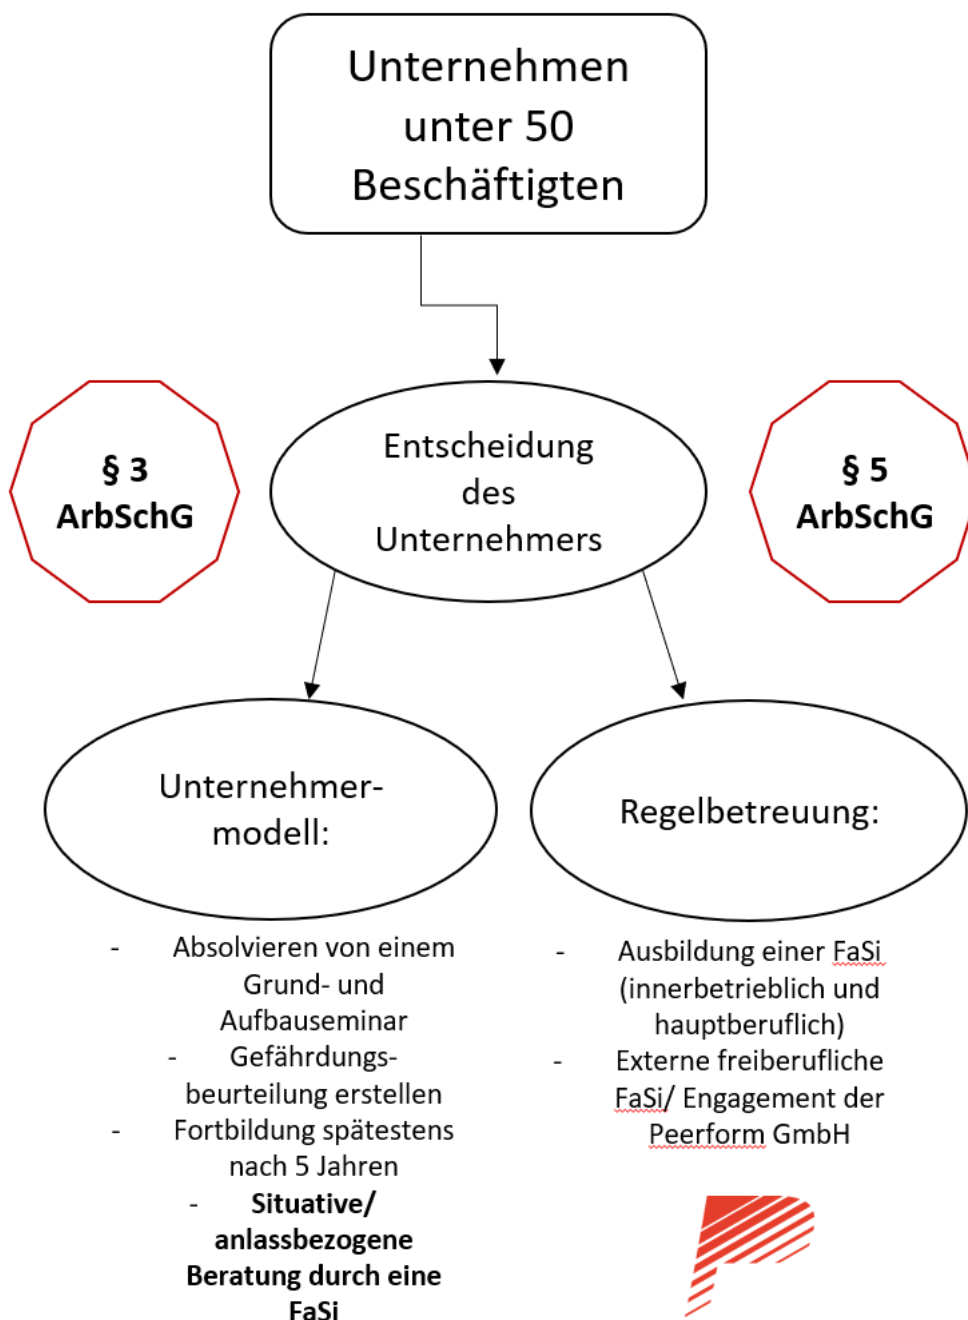 Unternehmen
unter 50
Beschäftigten
§ 3
ArbSchG
Entscheidung
des
Unternehmers
§ 5
ArbSchG
Unternehmer-
modell:
Regelbetreuung:
- Absolvieren von einem
Grund- und
Aufbauseminar
- Gefährdungs-
beurteilung erstellen
- Fortbildung spätestens
nach 5 Jahren
- Situative/
anlassbezogene
Beratung durch eine
FaSi
- Ausbildung einer FaSi
(innerbetrieblich und
hauptberuflich)
- Externe freiberufliche
FaSi/ Engagement der
Peerform GmbH